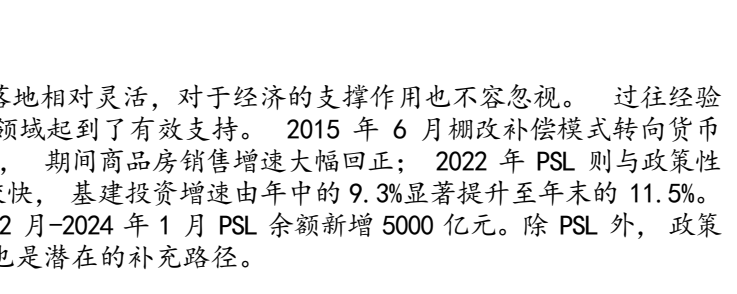 落地相对灵活，对于经济的支撑作用也不容忽视。 过往经验
领域起到了有效支持。 2015 年 6 月棚改补偿模式转向货币
， 期间商品房销售增速大幅回正； 2022 年 PSL 则与政策性
快， 基建投资增速由年中的 9.3%显著提升至年末的 11.5%。
2 月-2024 年 1 月 PSL 余额新增 5000 亿元。除 PSL 外， 政策
也是潜在的补充路径。